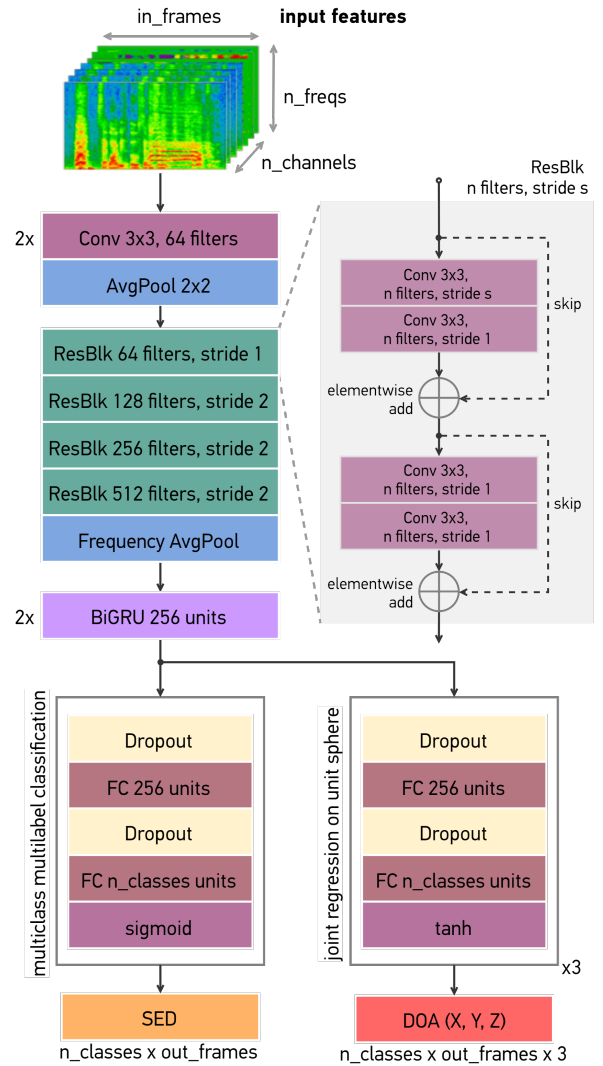 in_frames
input features
n_freqs
n_channels
2x
Conv 3x3, 64 filters
AvgPool 2x2
ResBlk 64 filters, stride 1
ResBlk 128 filters, stride 2
ResBlk 256 filters, stride 2
ResBlk 512 filters, stride 2
Frequency AvgPool
2x
BiGRU 256 units
ResBlk
n filters, stride s
Conv 3x3,
n filters, stride s
Conv 3x3,
n filters, stride 1
skip
elementwise
add
Conv 3x3,
n filters, stride 1
Conv 3x3,
n filters, stride 1
skip
elementwise
add
multiclass multilabel classification
Dropout
FC 256 units
Dropout
FC n_classes units
sigmoid
SED
n_classes x out_frames
joint regression on unit sphere
Dropout
FC 256 units
Dropout
FC n_classes units
tanh
x3
DOA (X, Y, Z)
n_classes x out_frames x 3